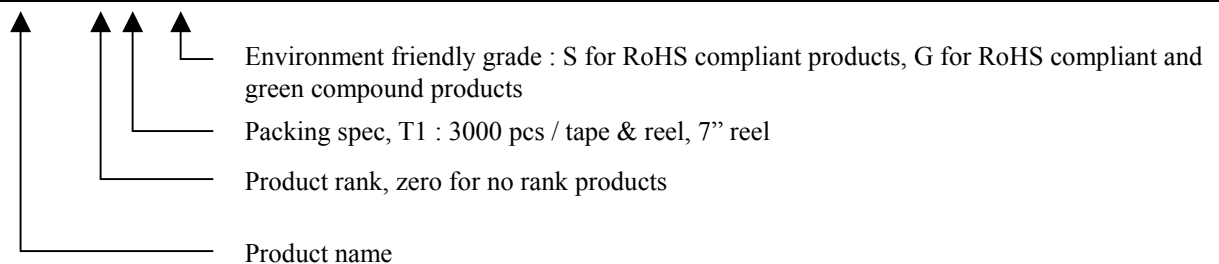 Environment friendly grade : S for RoHS compliant products, G for RoHS compliant and
green compound products
Packing spec, T1 : 3000 pcs / tape & reel, 7” reel
Product rank, zero for no rank products
Product name